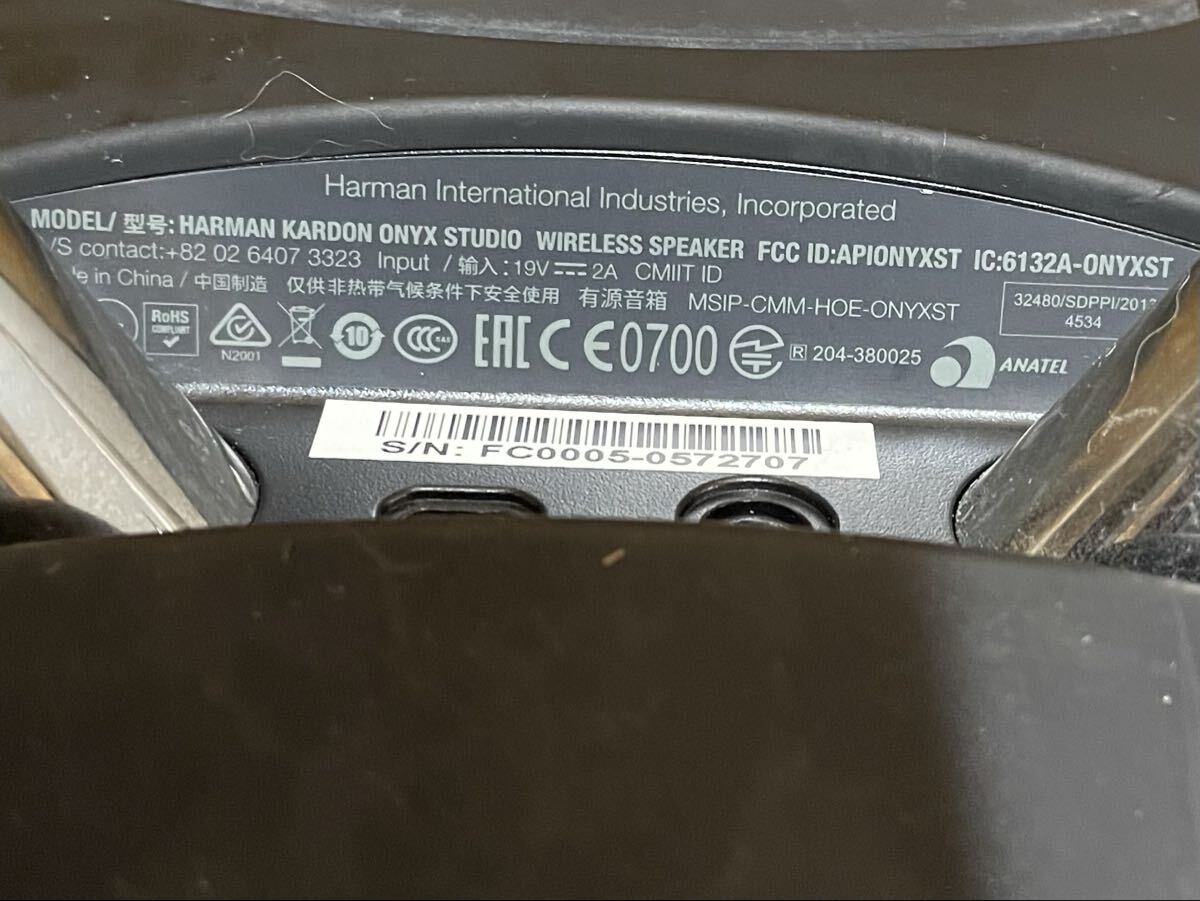 Harman International Industries, Incorporated
MODEL/ 型号: HARMAN KARDON ONYX STUDIO WIRELESS SPEAKER FCC ID:APIONYXST IC:6132A-ONYXST
/S contact:+82 02 6407 3323 Input / 输入: 19V 2A CMIIT ID
in China / 中国制造 仅供非热带气候条件下安全使用 有源音箱 MSIP-CMM-HOE-ONYXST
32480/SDPPI/2013
4534
RoHS
COMPLIANT
N2001
10
CCC
S&E
EAC CE0700
R 204-380025
ANATEL
S/N: FC0005-0572707